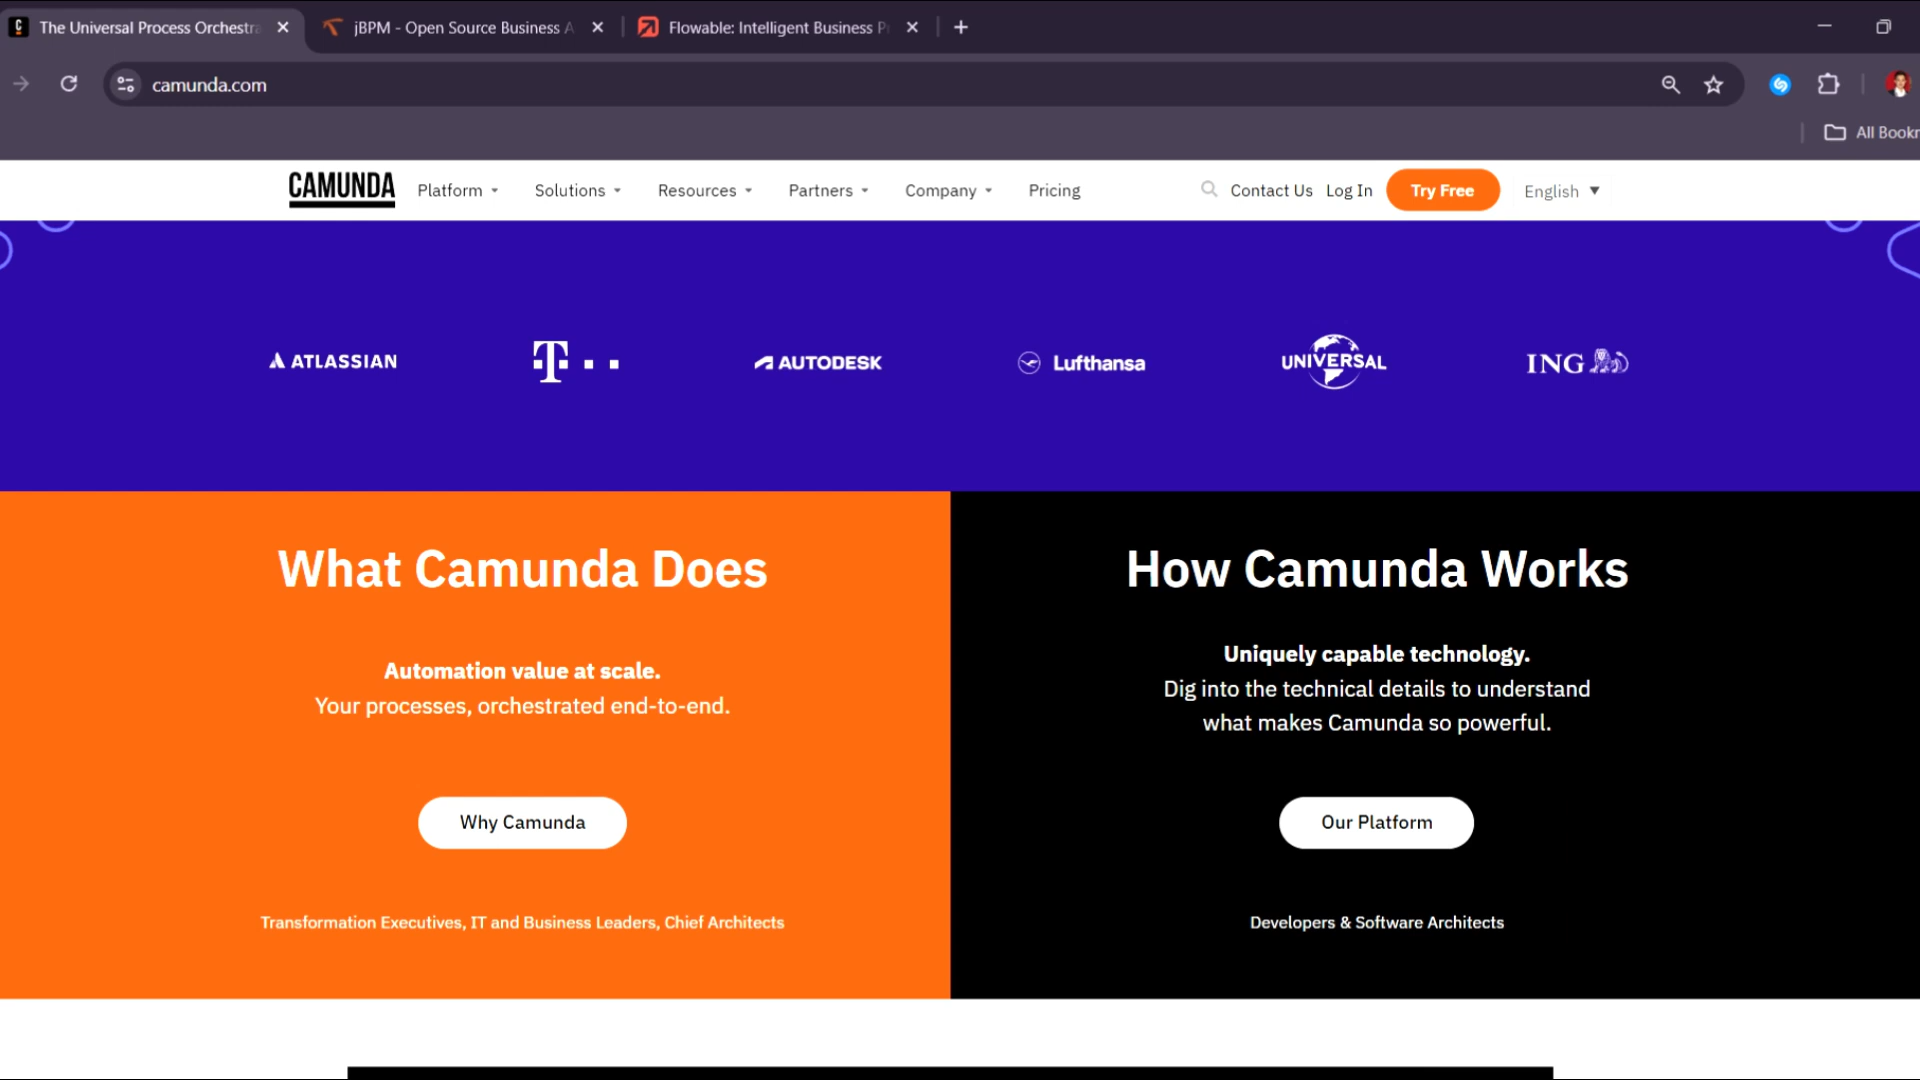 The Universal Process Orchestra
jBPM - Open Source Business A
Flowable: Intelligent Business P
camunda.com
All Bookr
CAMUNDA
Platform
Solutions
Resources
Partners
Company
Pricing
Contact Us
Log In
Try Free
English
ATLASSIAN
T
AUTODESK
Lufthansa
UNIVERSAL
ING
What Camunda Does
Automation value at scale.
Your processes, orchestrated end-to-end.
Why Camunda
Transformation Executives, IT and Business Leaders, Chief Architects
How Camunda Works
Uniquely capable technology.
Dig into the technical details to understand
what makes Camunda so powerful.
Our Platform
Developers & Software Architects